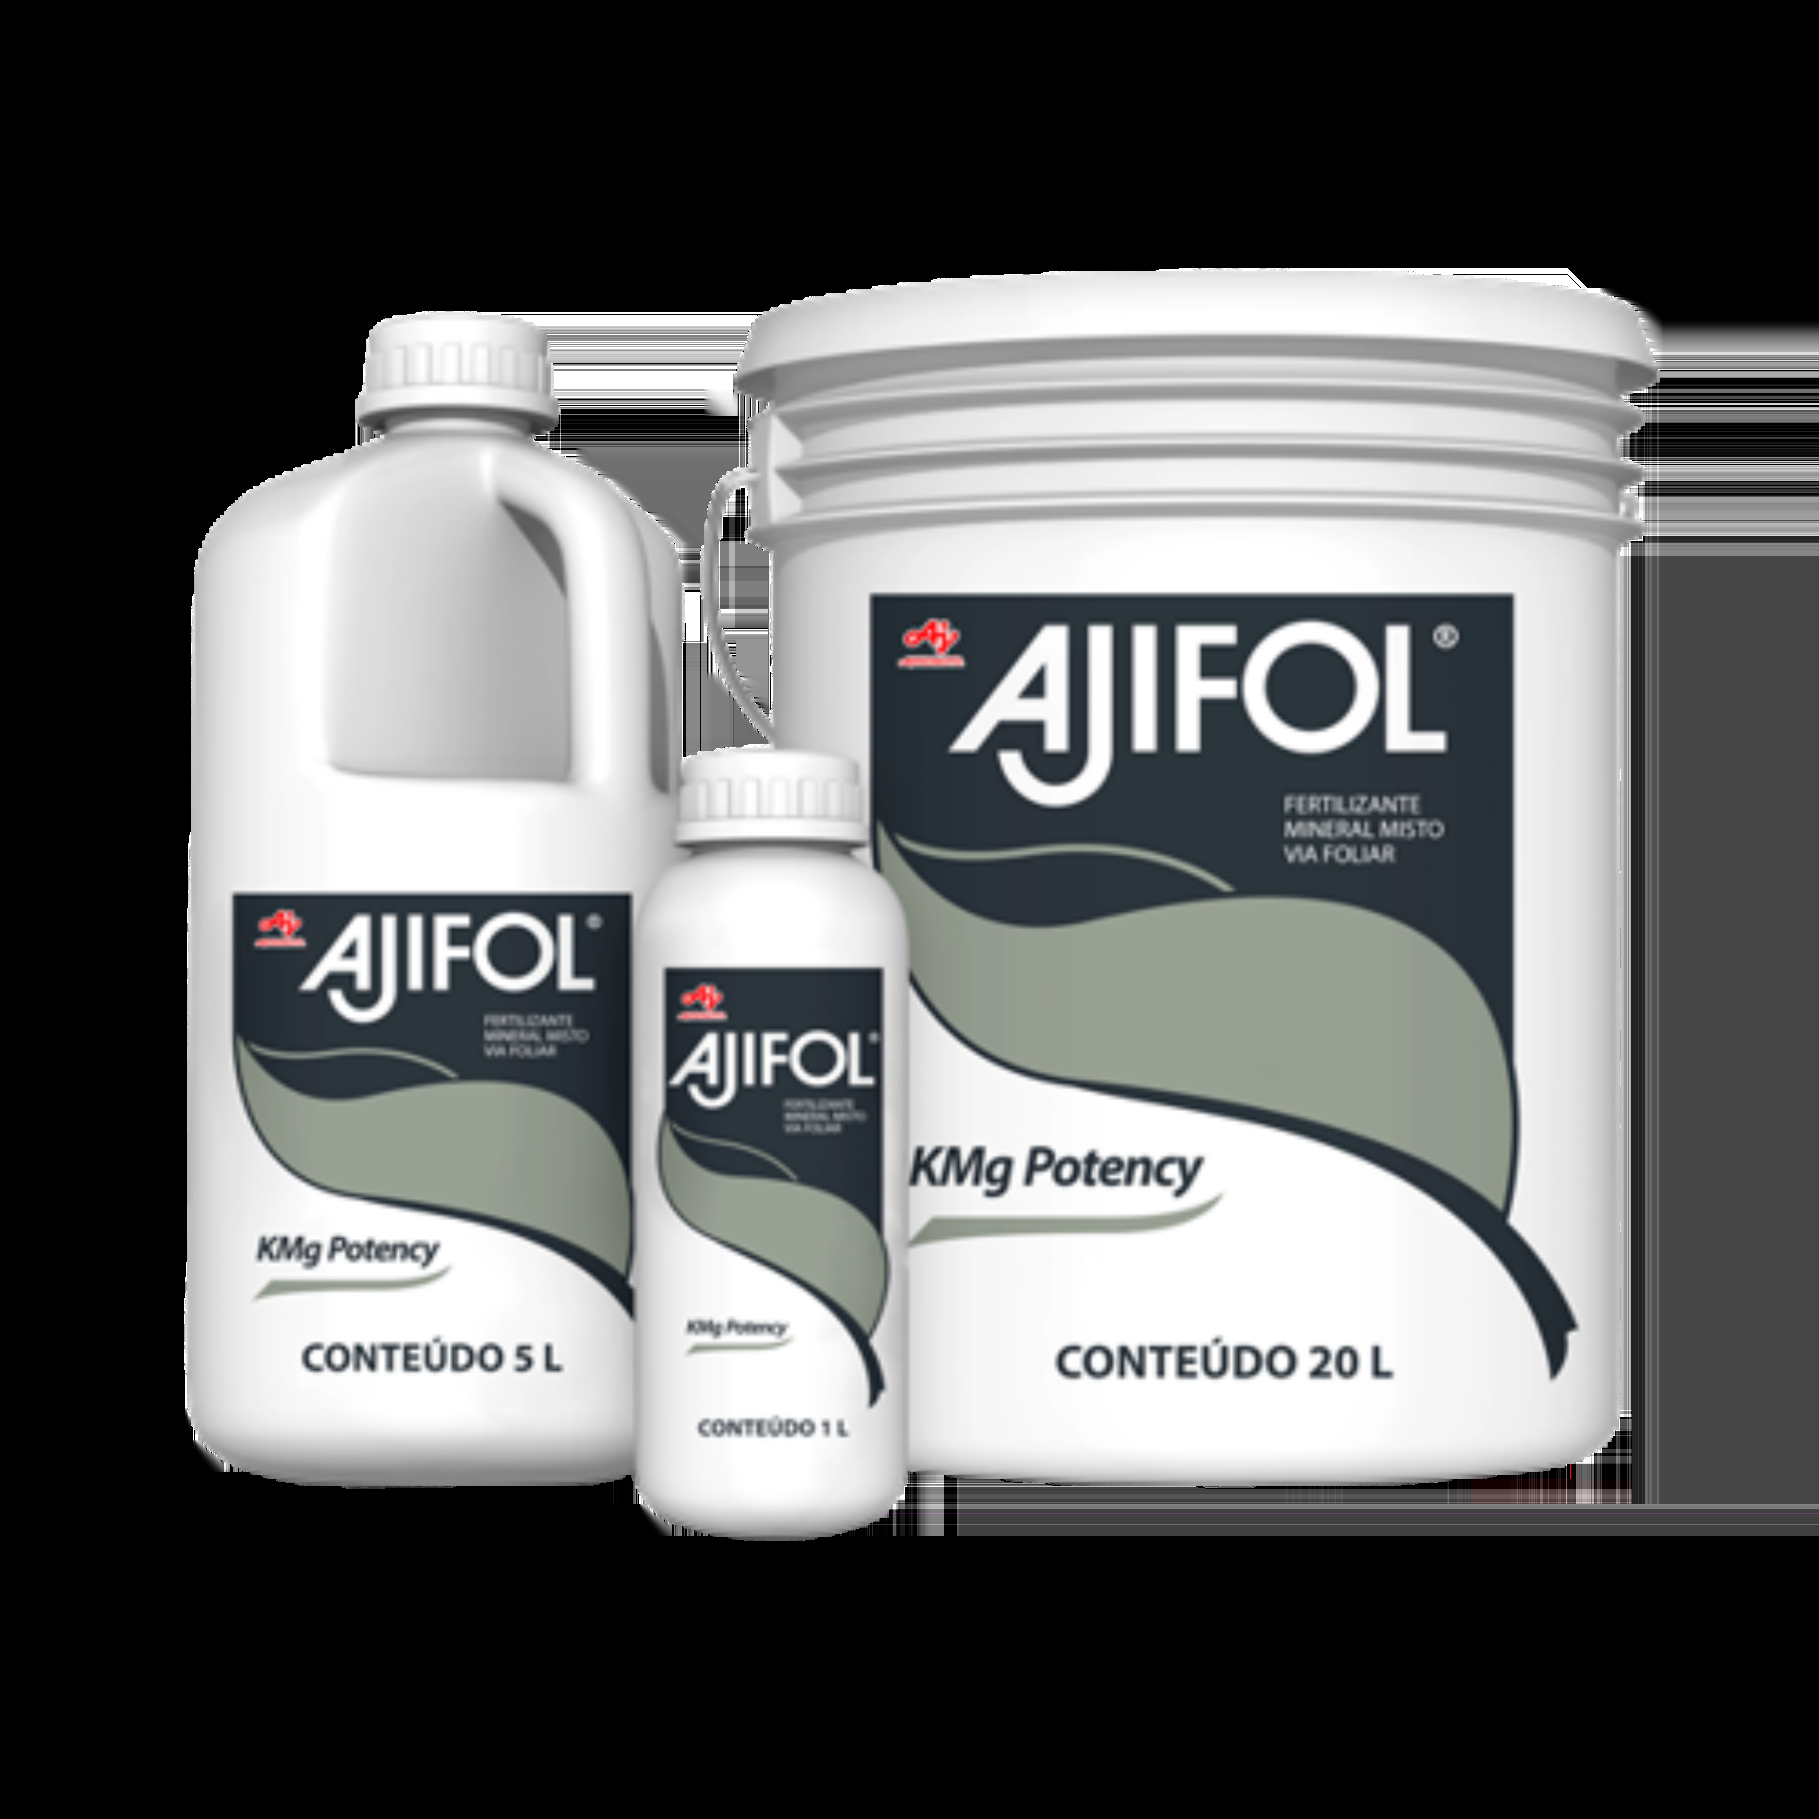 AJIFOL®
FERTILIZANTE
MINERAL MISTO
VIA FOLIAR
KMg Potency
CONTEÚDO 5 L
AJIFOL®
FERTILIZANTE
MINERAL MISTO
VIA FOLIAR
KMg Potency
CONTEÚDO 1 L
AJIFOL®
FERTILIZANTE
MINERAL MISTO
VIA FOLIAR
KMg Potency
CONTEÚDO 20 L